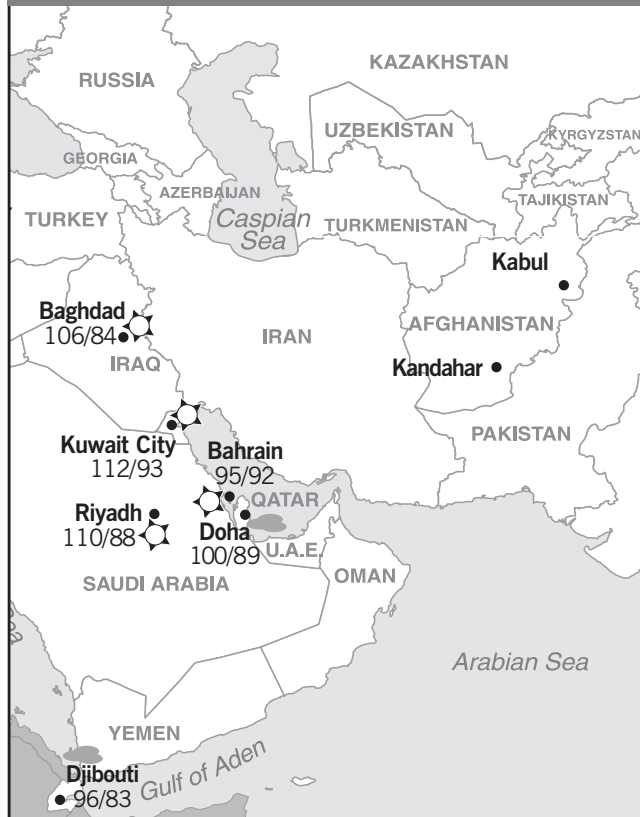 KAZAKHSTAN
RUSSIA
UZBEKISTAN
KYRGYZSTAN
GEORGIA
AZERBAIJAN
TAJIKISTAN
TURKEY
Caspian
Sea
TURKMENISTAN
Kabul
Baghdad
106/84
IRAQ
IRAN
AFGHANISTAN
Kandahar
PAKISTAN
Kuwait City
112/93
Bahrain
95/92
QATAR
Riyadh
110/88
Doha
100/89
U.A.E.
SAUDI ARABIA
OMAN
Arabian Sea
YEMEN
Gulf of Aden
Djibouti
96/83